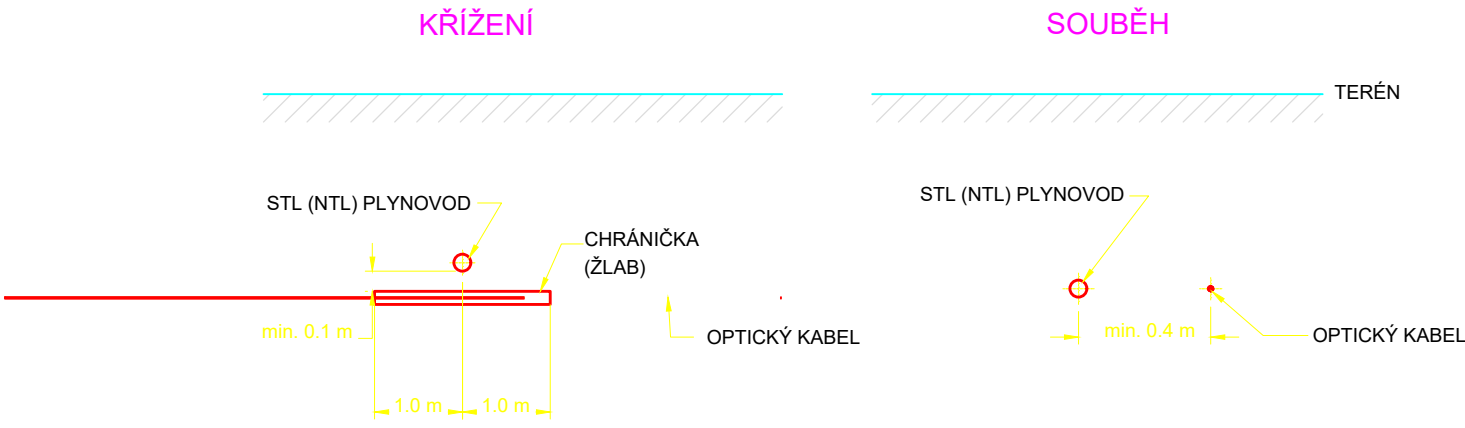 KŘÍŽENÍ
SOUBĚH
TERÉN
STL (NTL) PLYNOVOD
STL (NTL) PLYNOVOD
CHRÁNIČKA
(ŽLAB)
min. 0.1 m
OPTICKÝ KABEL
min. 0.4 m
OPTICKÝ KABEL
1.0 m
1.0 m